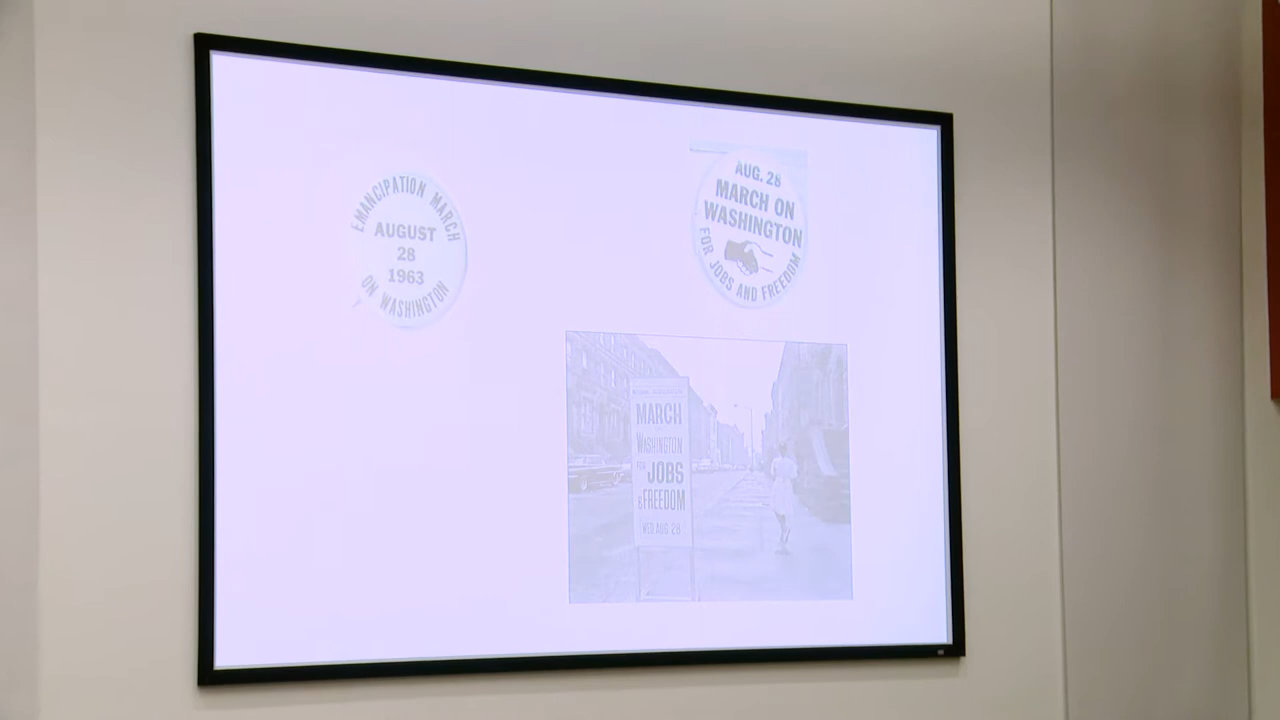 EMANCIPATION MARCH
AUGUST
28
1963
ON WASHINGTON
AUG. 28
MARCH ON
WASHINGTON
FOR JOBS AND FREEDOM
MARCH
WASHINGTON
FOR JOBS
& FREEDOM
WED. AUG. 28